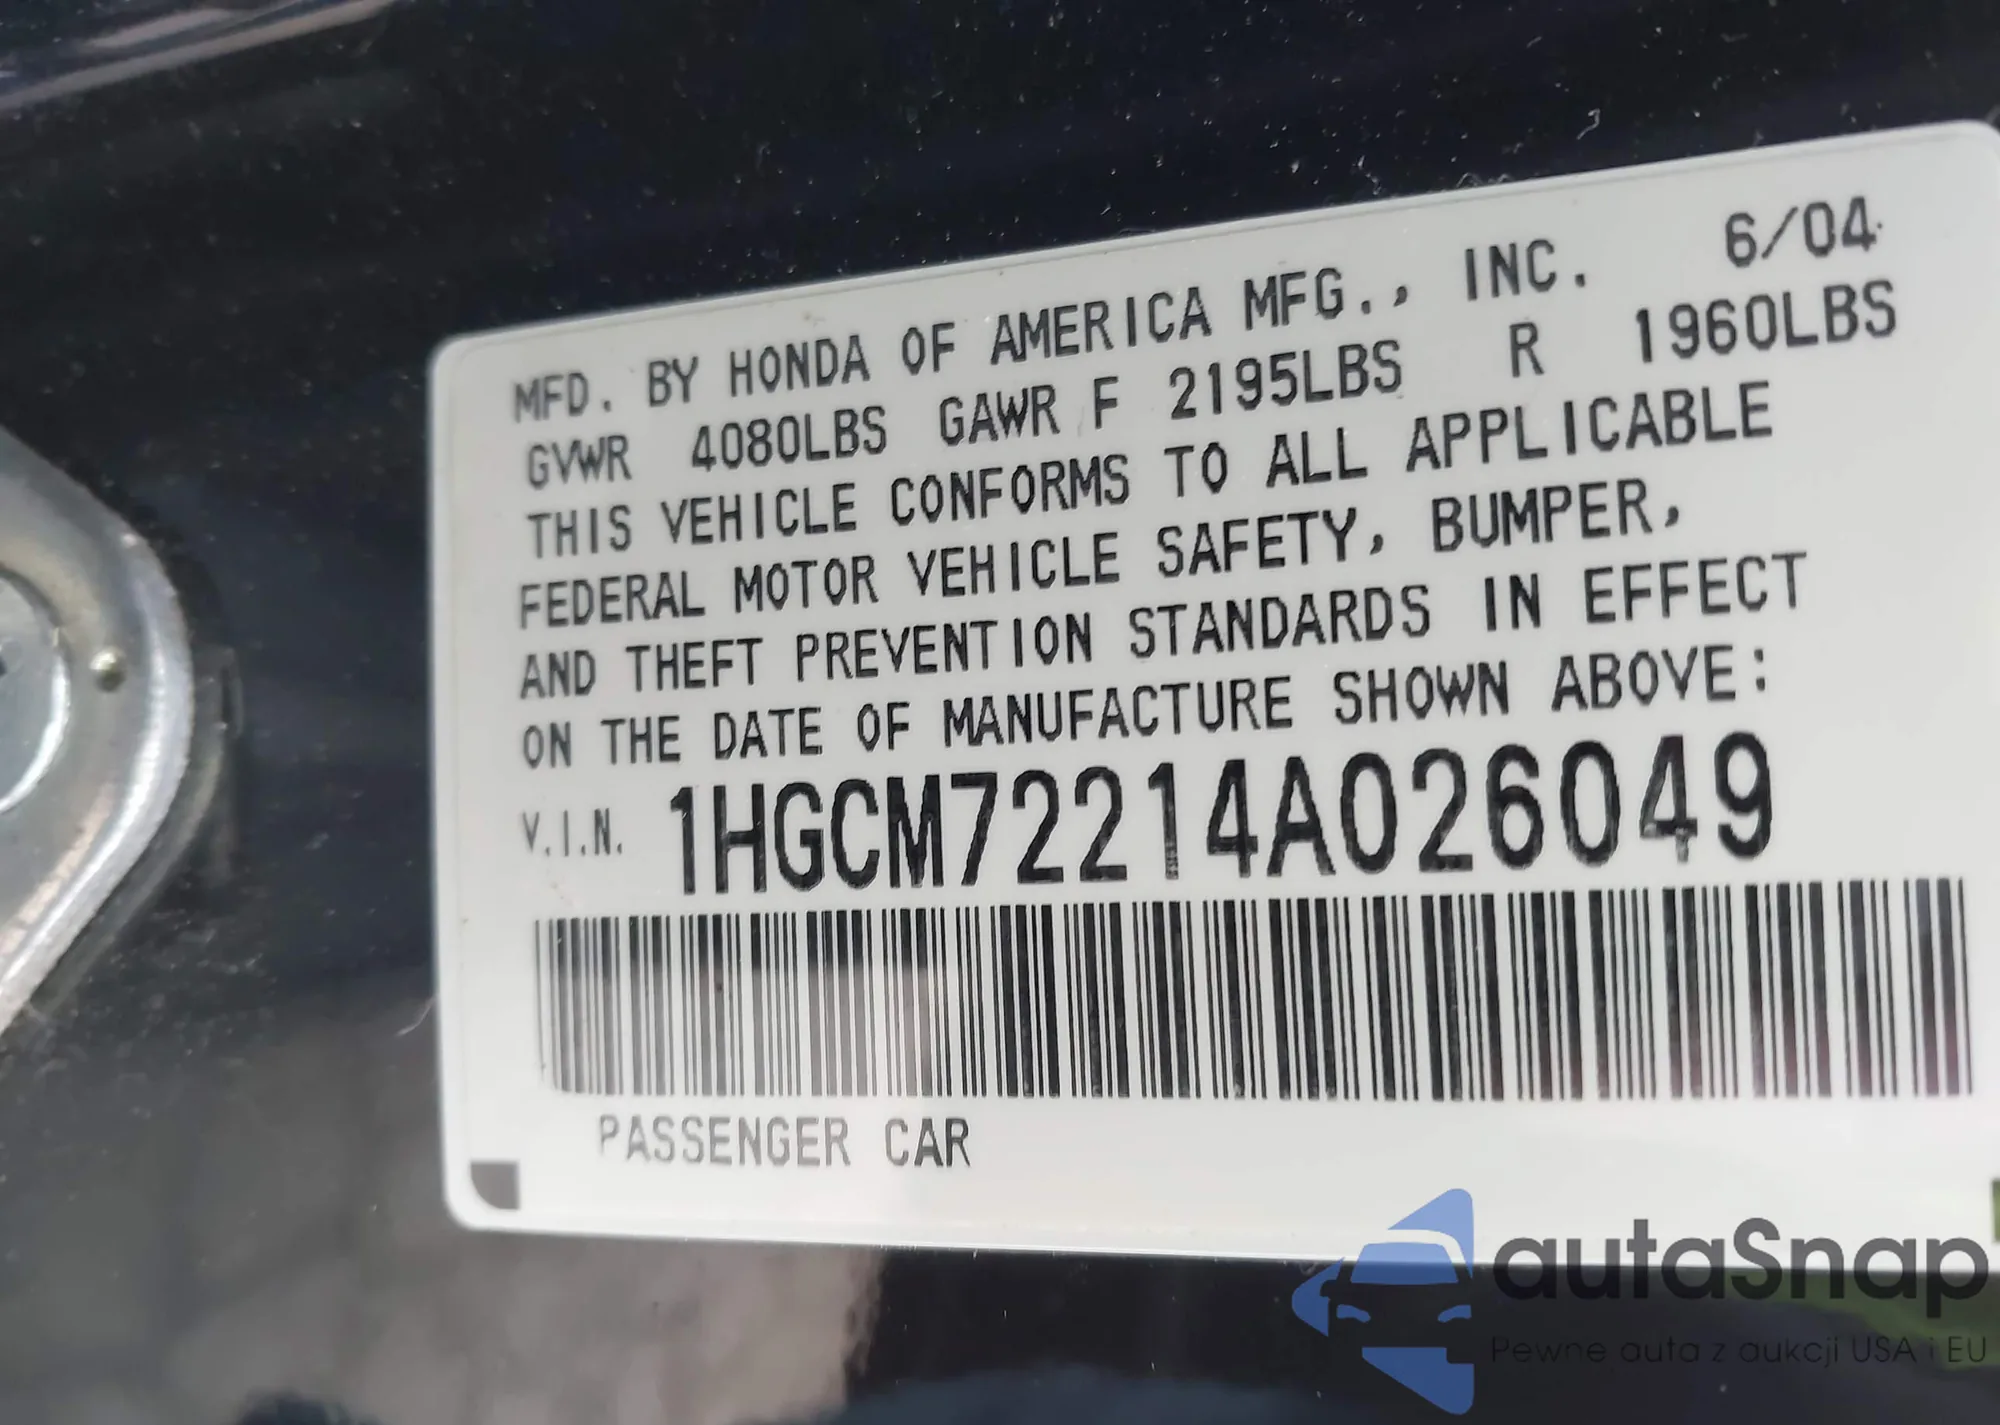 MFD. BY HONDA OF AMERICA MFG., INC. 6/04
GVWR 4080LBS GAWR F 2195LBS R 1960LBS
THIS VEHICLE CONFORMS TO ALL APPLICABLE
FEDERAL MOTOR VEHICLE SAFETY, BUMPER,
AND THEFT PREVENTION STANDARDS IN EFFECT
ON THE DATE OF MANUFACTURE SHOWN ABOVE:
V.I.N. 1HGCM72214A026049
PASSENGER CAR
autaSnap
Pewne auta z aukcji USA i EU